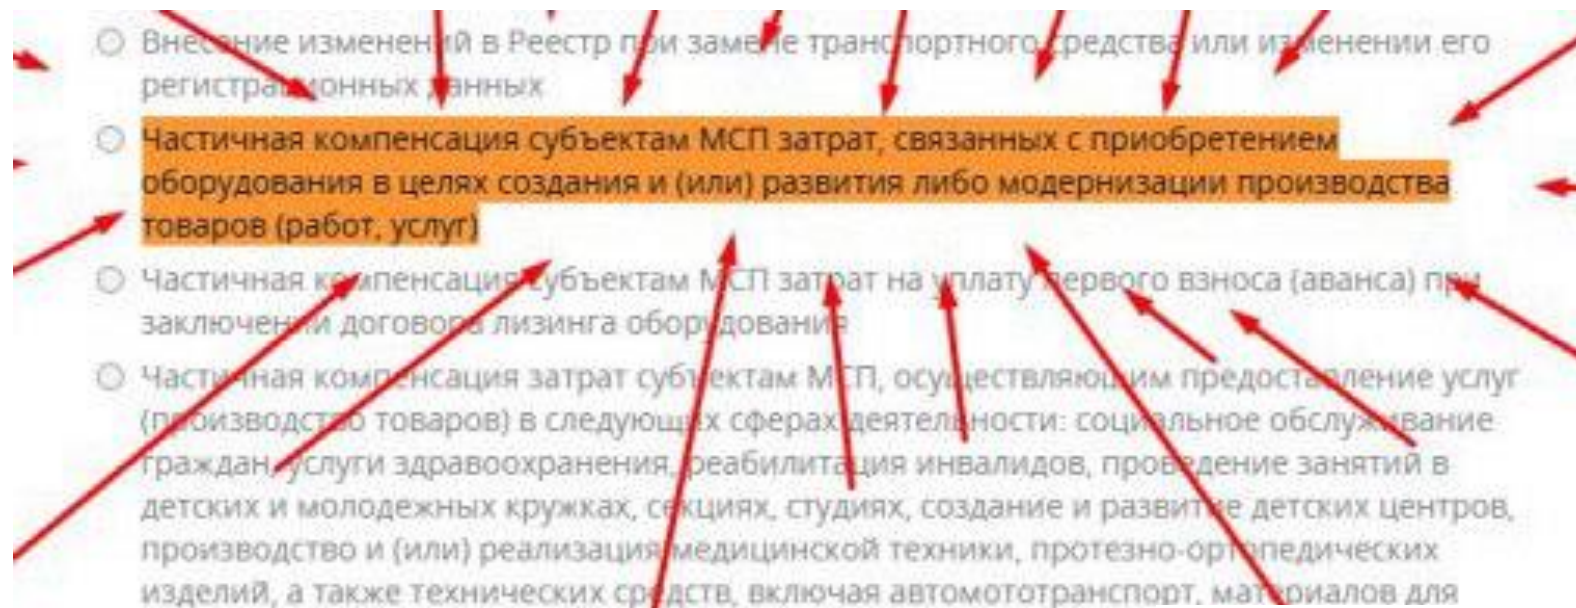 Внесение изменений в Реестр при замене транспортного средства или изменении его
регистрационных данных
Частичная компенсация субъектам МСП затрат, связанных с приобретением
оборудования в целях создания и (или) развития либо модернизации производства
товаров (работ, услуг)
Частичная компенсация субъектам МСП затрат на уплату первого взноса (аванса) при
заключении договора лизинга оборудования
Частичная компенсация затрат субъектам МСП, осуществляющим предоставление услуг
(производство товаров) в следующих сферах деятельности: социальное обслуживание
граждан, услуги здравоохранения, реабилитация инвалидов, проведение занятий в
детских и молодежных кружках, секциях, студиях, создание и развитие детских центров,
производство и (или) реализация медицинской техники, протезно-ортопедических
изделий, а также технических средств, включая автомототранспорт, материалов для